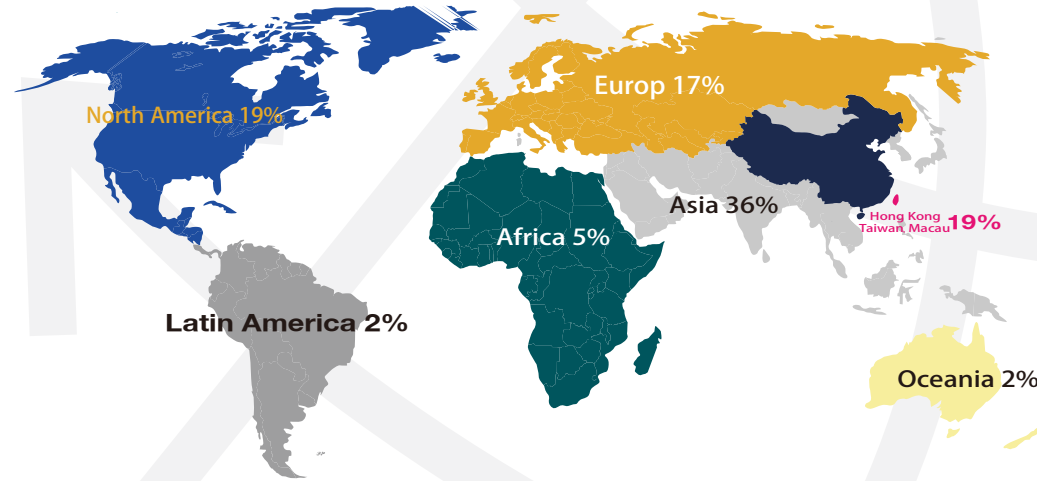 Europ 17%
North America 19%
Asia 36%
Hong Kong
Taiwan, Macau 19%
Africa 5%
Latin America 2%
Oceania 2%